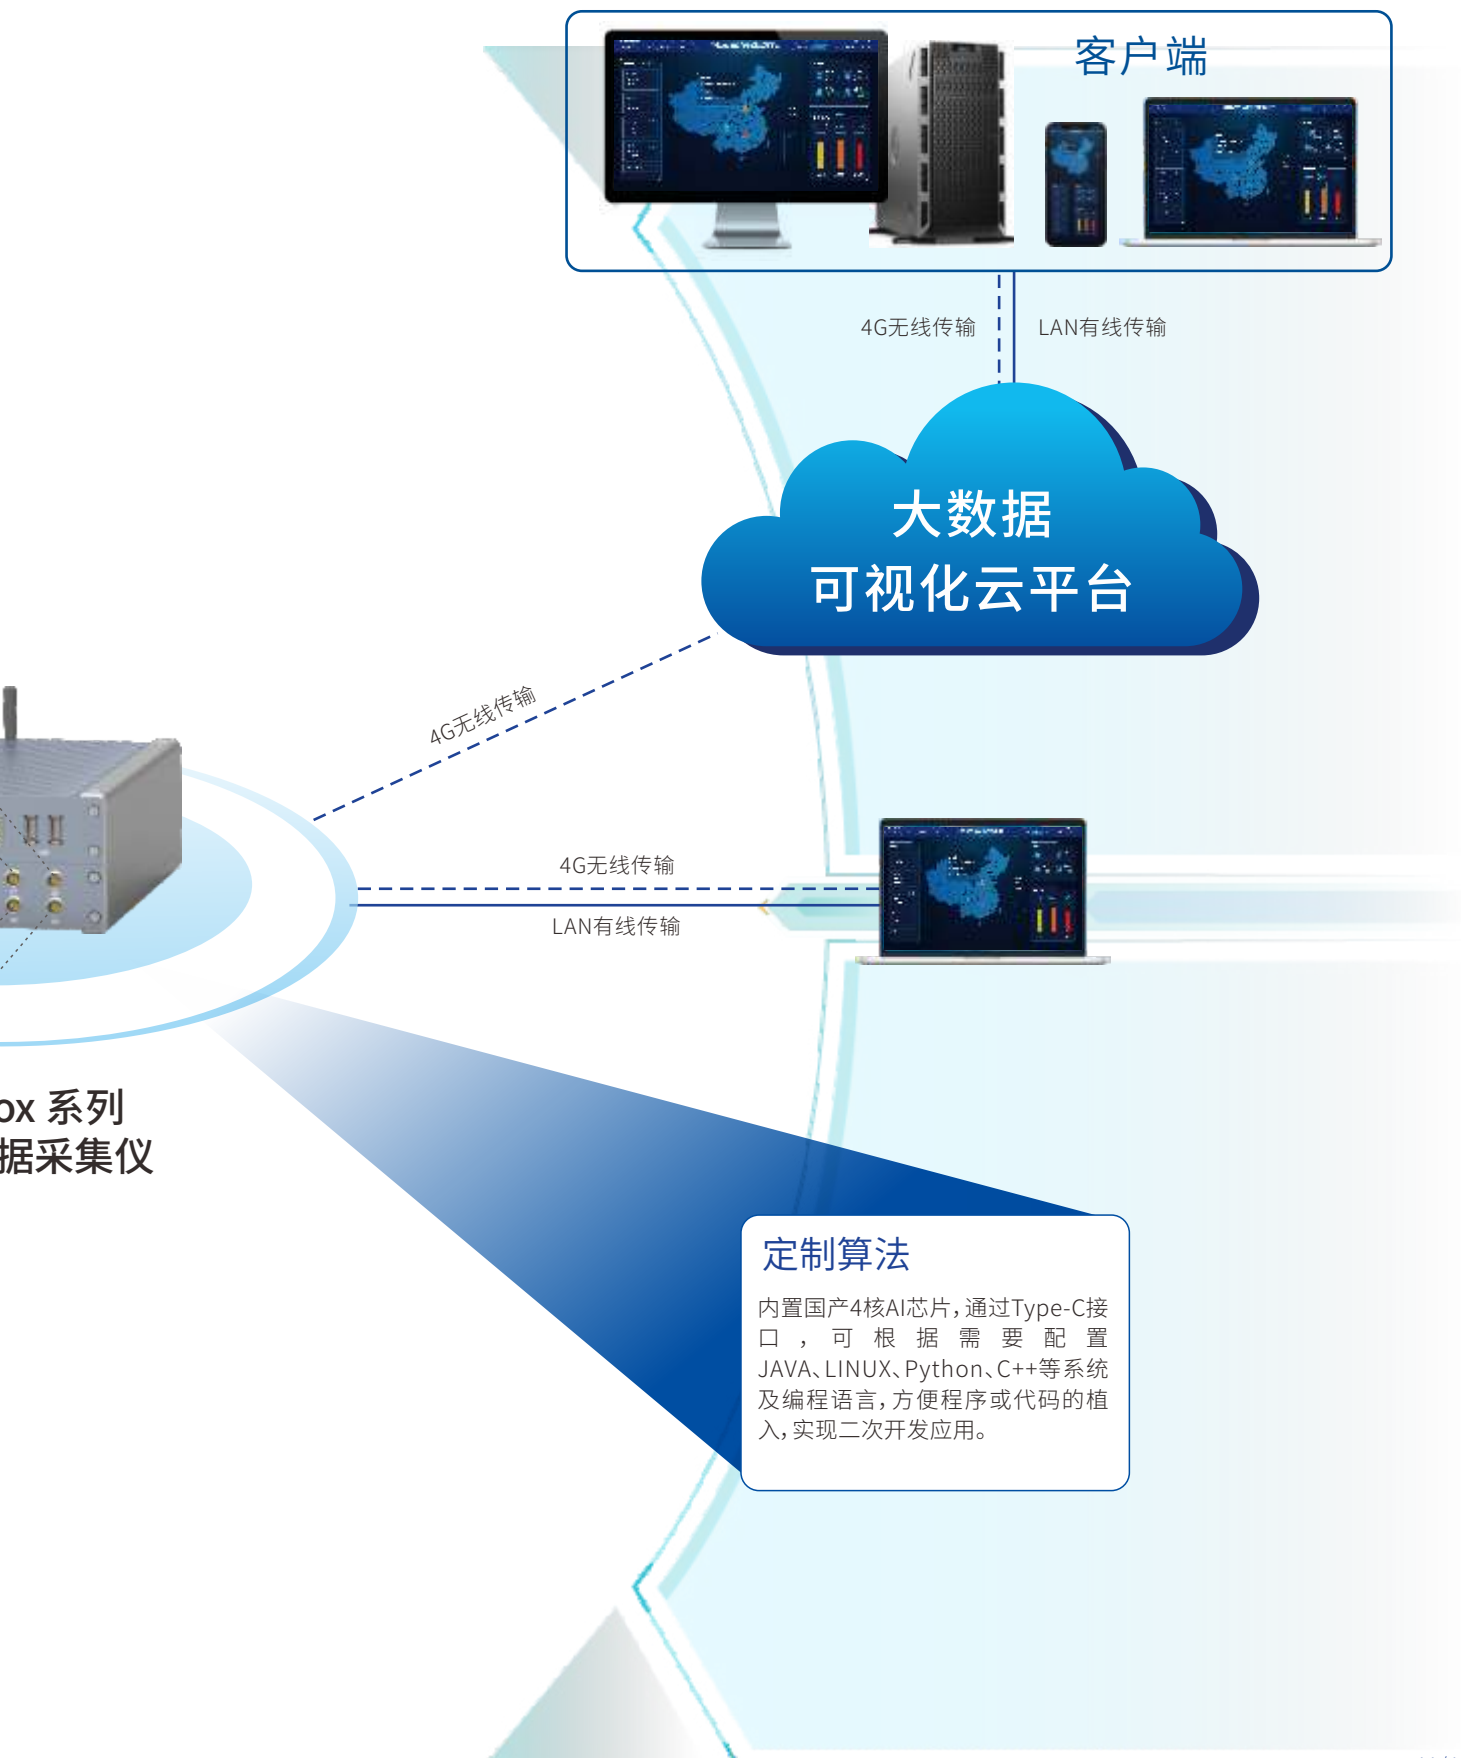 客户端
4G无线传输
LAN有线传输
大数据
可视化云平台
4G无线传输
4G无线传输
LAN有线传输
ox 系列
据采集仪
定制算法
内置国产4核AI芯片，通过Type-C接
口，可根据需要配置
JAVA、LINUX、Python、C++等系统
及编程语言，方便程序或代码的植
入，实现二次开发应用。